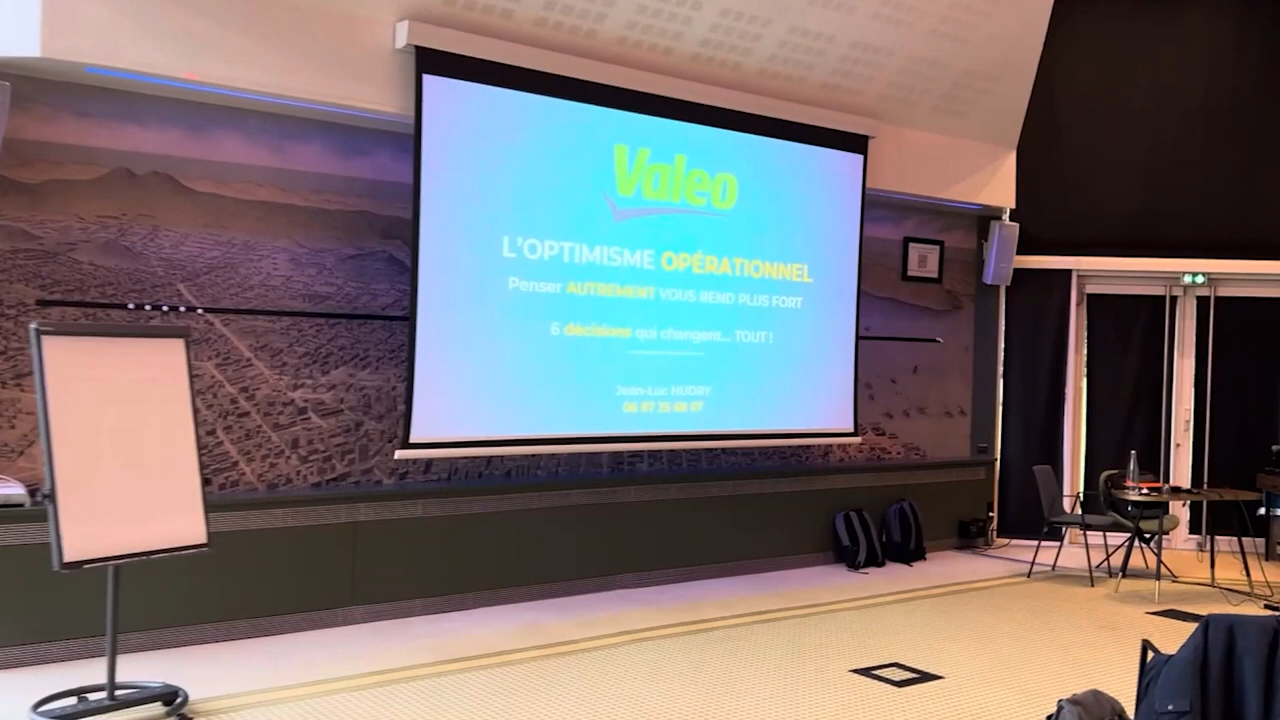 Valeo
L'OPTIMISME OPÉRATIONNEL
Penser AUTREMENT VOUS REND PLUS FORT
6 décisions qui changent... TOUT !
Jean-Luc HUDRY